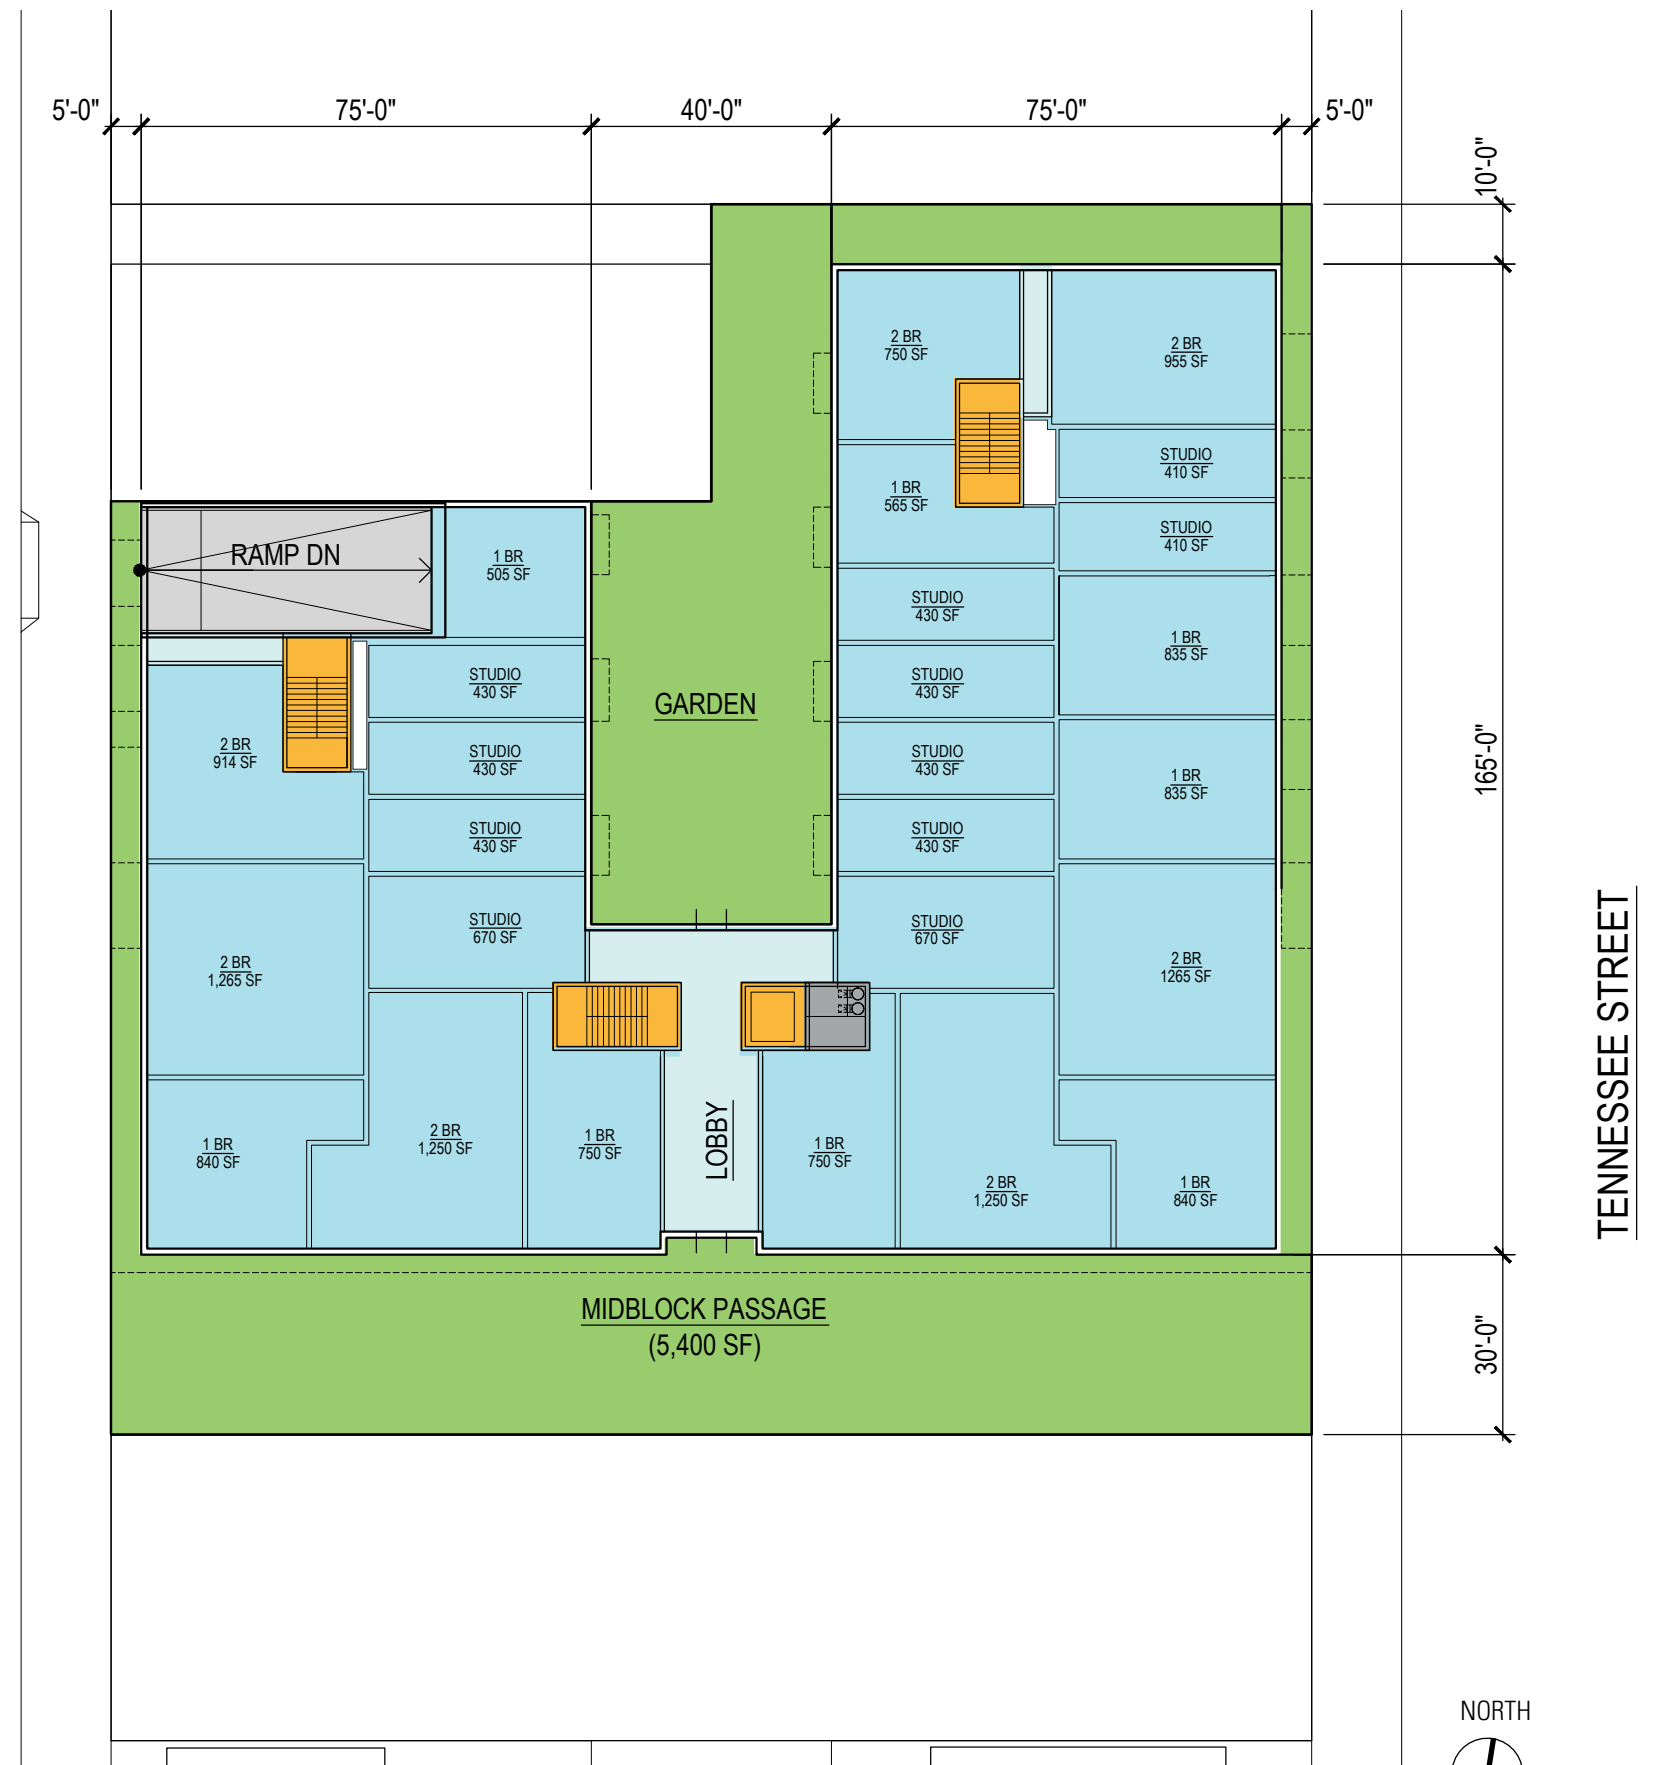 5'-0"
75'-0"
40'-0"
75'-0"
5'-0"
10'-0"
2 BR
750 SF
2 BR
955 SF
STUDIO
410 SF
1 BR
565 SF
STUDIO
410 SF
RAMP DN
1 BR
505 SF
STUDIO
430 SF
1 BR
835 SF
STUDIO
430 SF
GARDEN
STUDIO
430 SF
2 BR
914 SF
STUDIO
430 SF
STUDIO
430 SF
1 BR
835 SF
165'-0"
STUDIO
430 SF
STUDIO
430 SF
STUDIO
670 SF
STUDIO
670 SF
2 BR
1,265 SF
2 BR
1265 SF
TENNESSEE STREET
1 BR
840 SF
2 BR
1,250 SF
1 BR
750 SF
LOBBY
1 BR
750 SF
2 BR
1,250 SF
1 BR
840 SF
MIDBLOCK PASSAGE
(5,400 SF)
30'-0"
NORTH